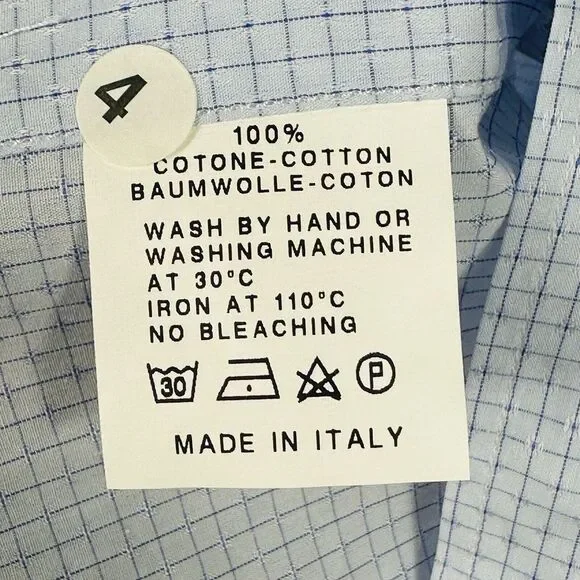 4
100%
COTONE-COTTON
BAUMWOLLE-COTON
WASH BY HAND OR
WASHING MACHINE
AT 30°C
IRON AT 110°C
NO BLEACHING
30 P
MADE IN ITALY